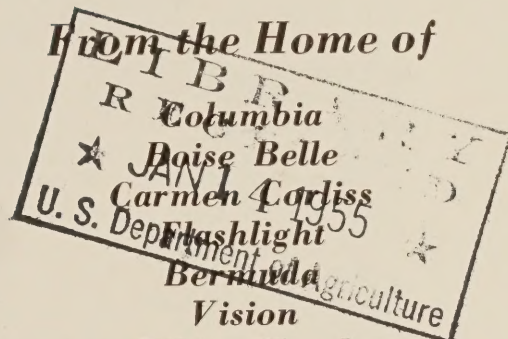 From the Home of
Columbia
Boise Belle
Carmen Corliss
Flashlight
Bermuda
Vision
LIBRARY
★ JAN 14 1955 ★
U. S. Department of Agriculture